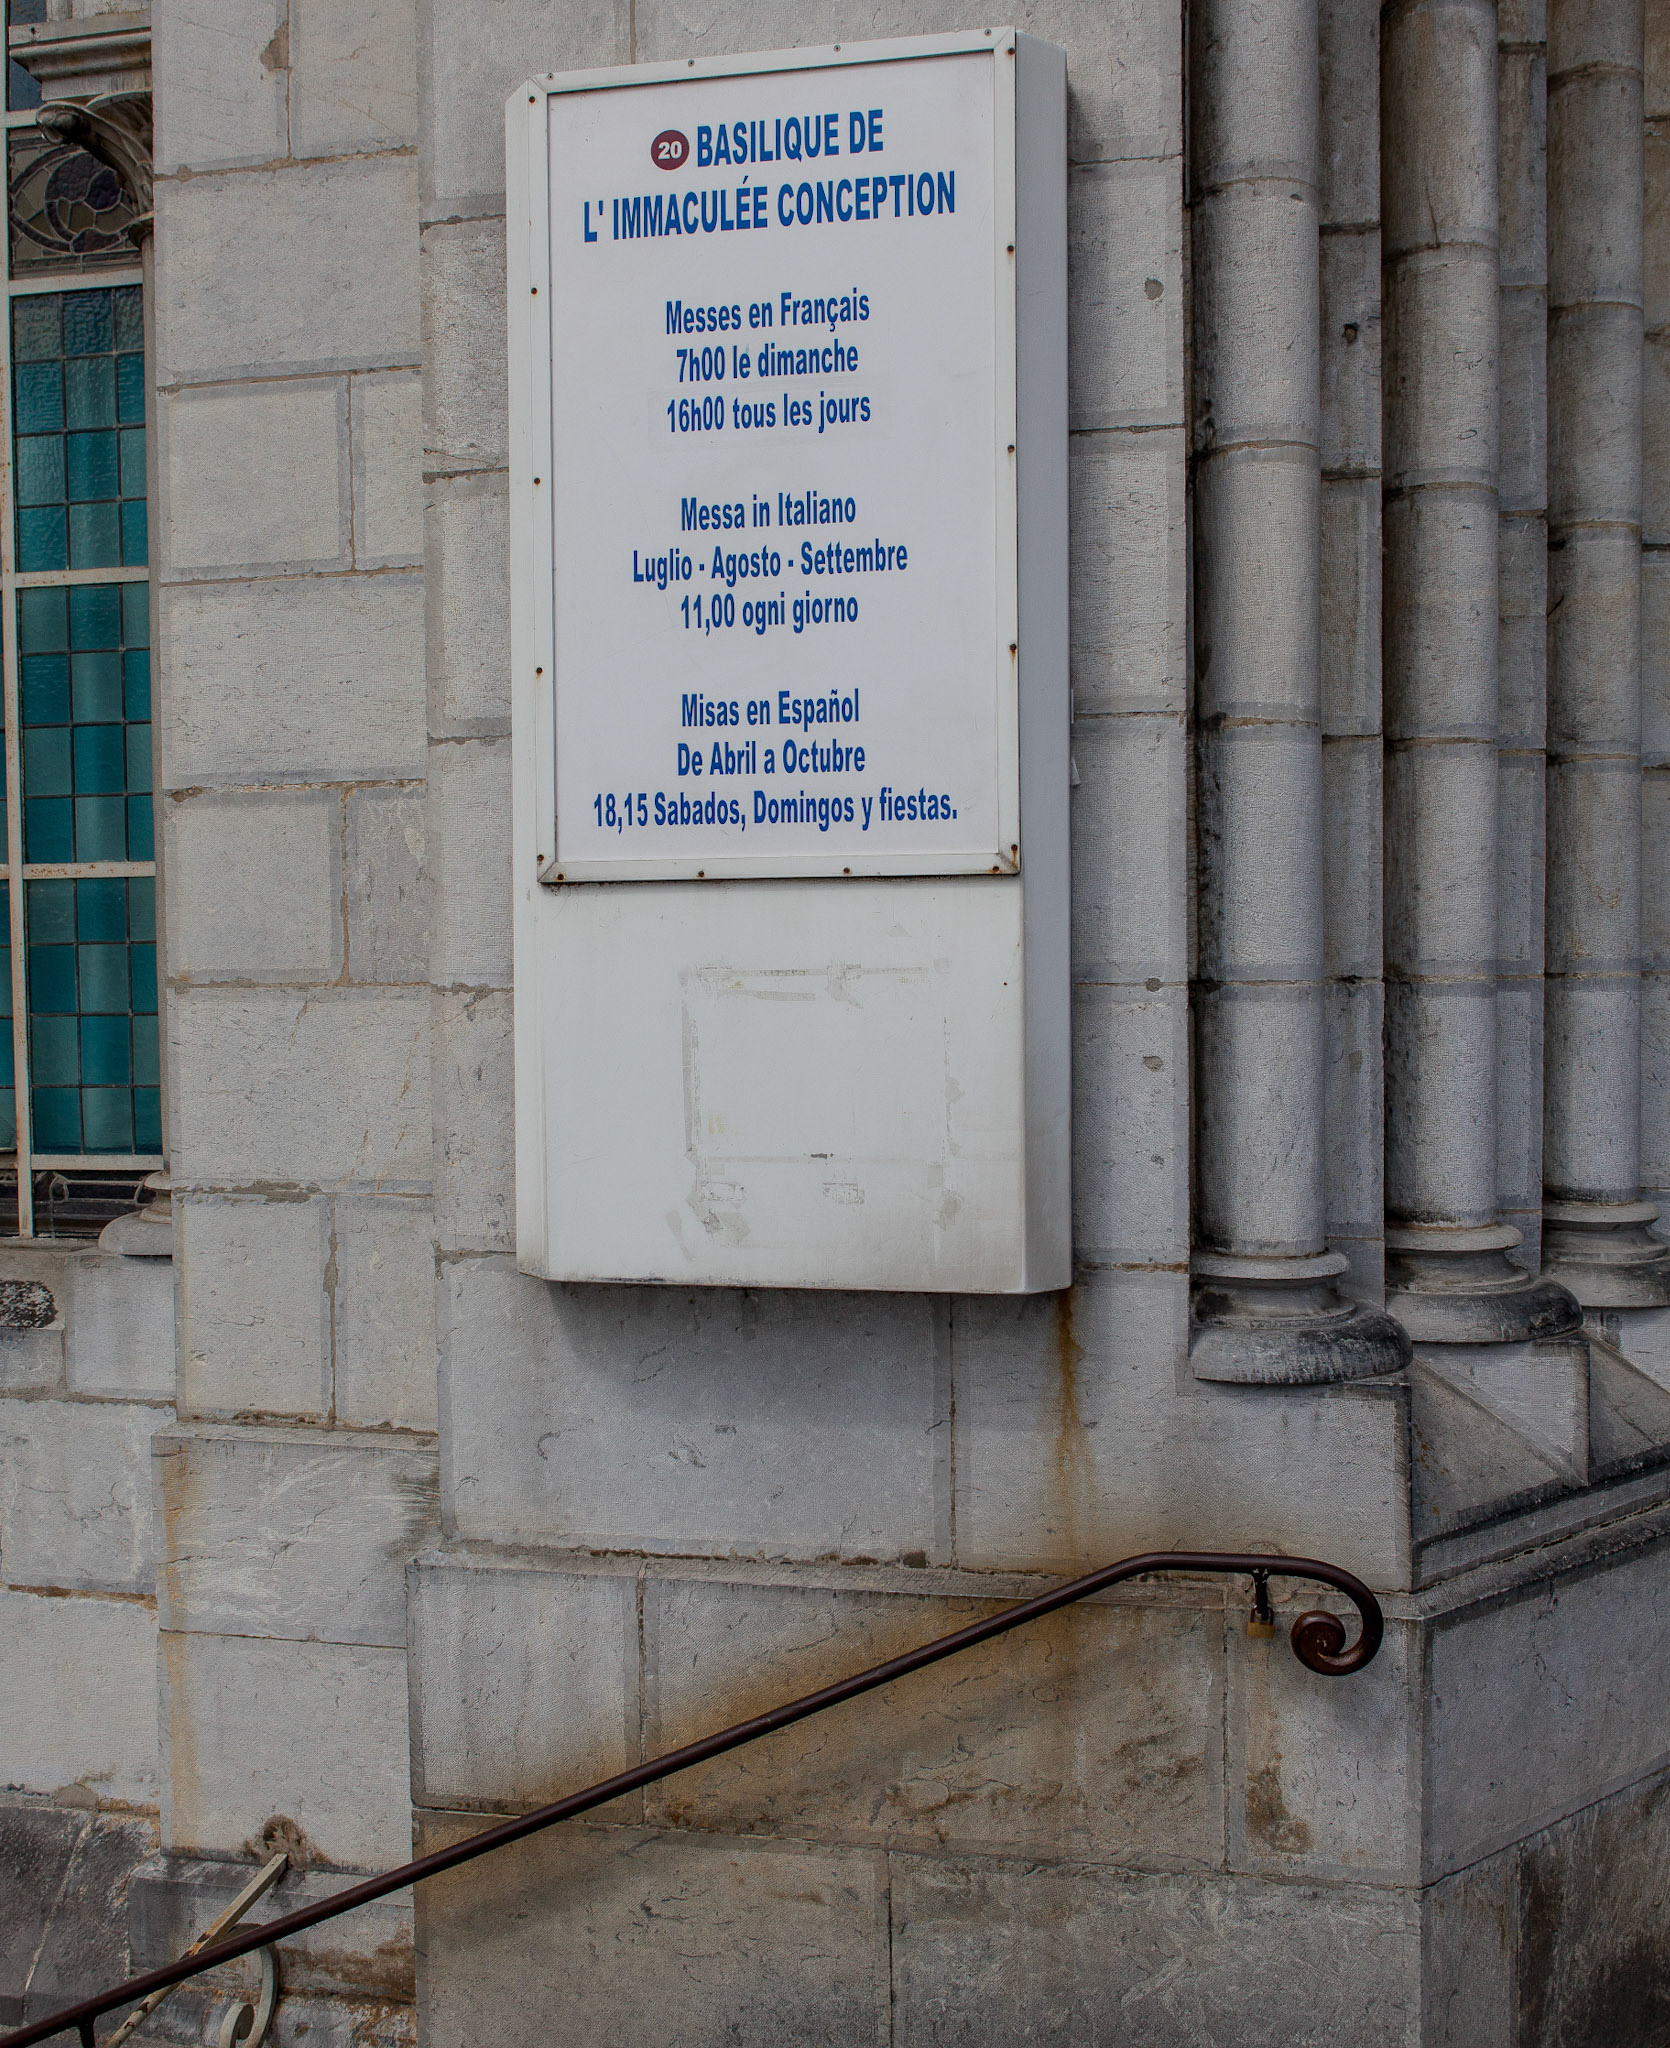 20 BASILIQUE DE
L' IMMACULÉE CONCEPTION
Messes en Français
7h00 le dimanche
16h00 tous les jours
Messa in Italiano
Luglio - Agosto - Settembre
11,00 ogni giorno
Misas en Español
De Abril a Octubre
18,15 Sabados, Domingos y fiestas.